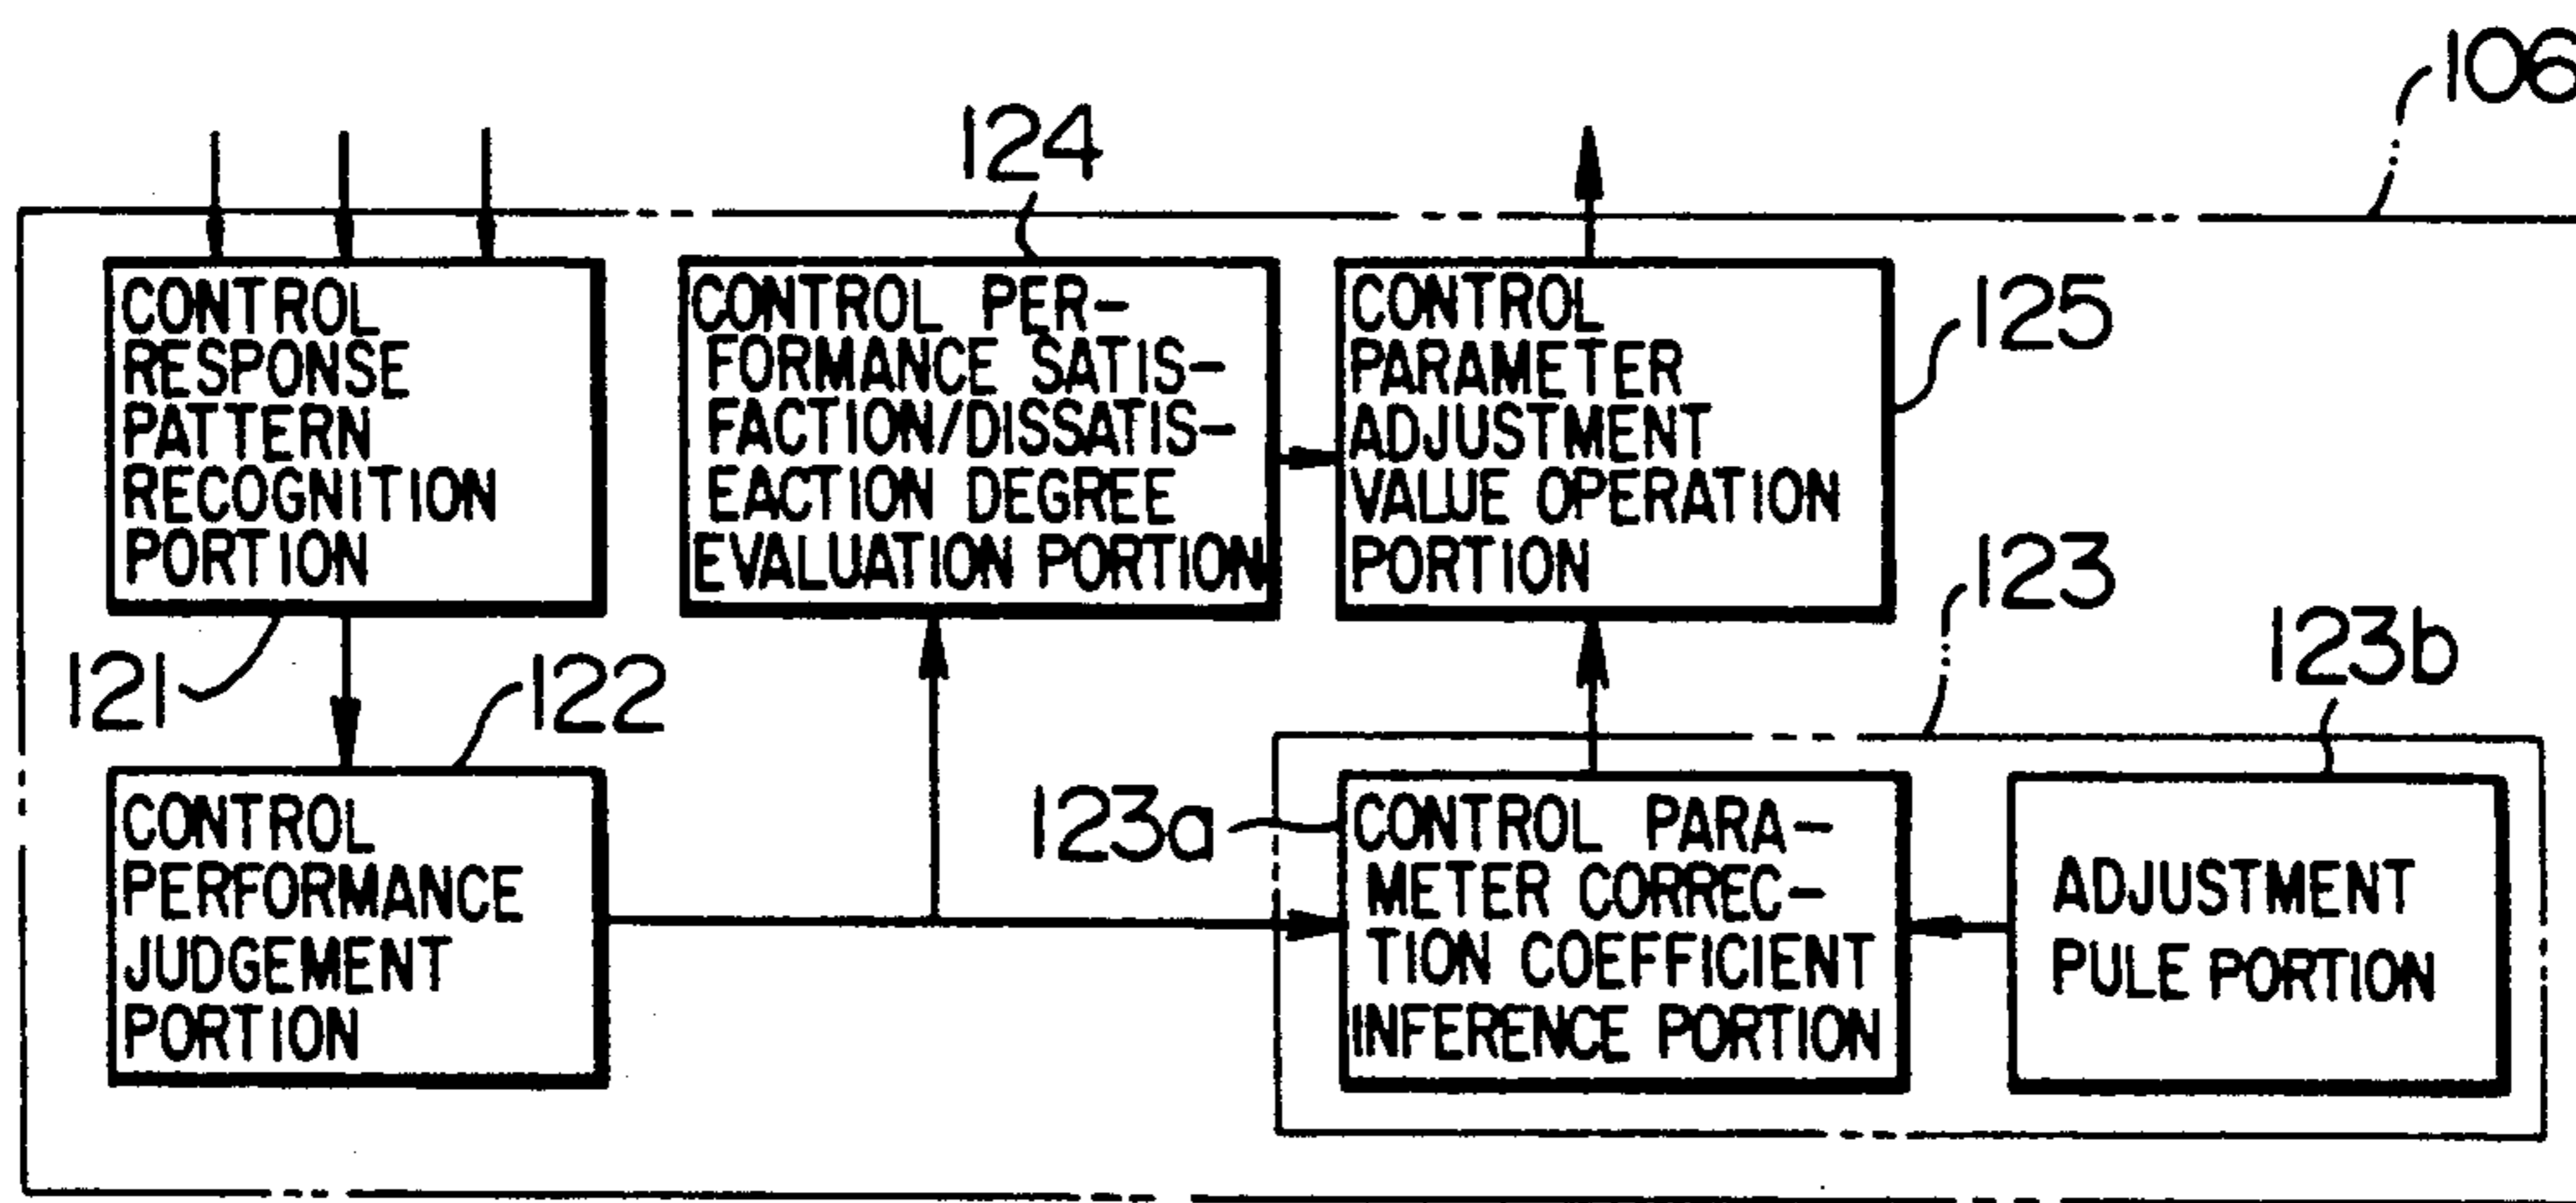 106
124
CONTROL
RESPONSE
PATTERN
RECOGNITION
PORTION
CONTROL PER-
FORMANCE SATIS-
FACTION/DISSATIS-
EACTION DEGREE
EVALUATION PORTION
CONTROL
PARAMETER
ADJUSTMENT
VALUE OPERATION
PORTION
125
121
122
123
123b
CONTROL
PERFORMANCE
JUDGEMENT
PORTION
123a
CONTROL PARA-
METER CORREC-
TION COEFFICIENT
INFERENCE PORTION
ADJUSTMENT
PULE PORTION